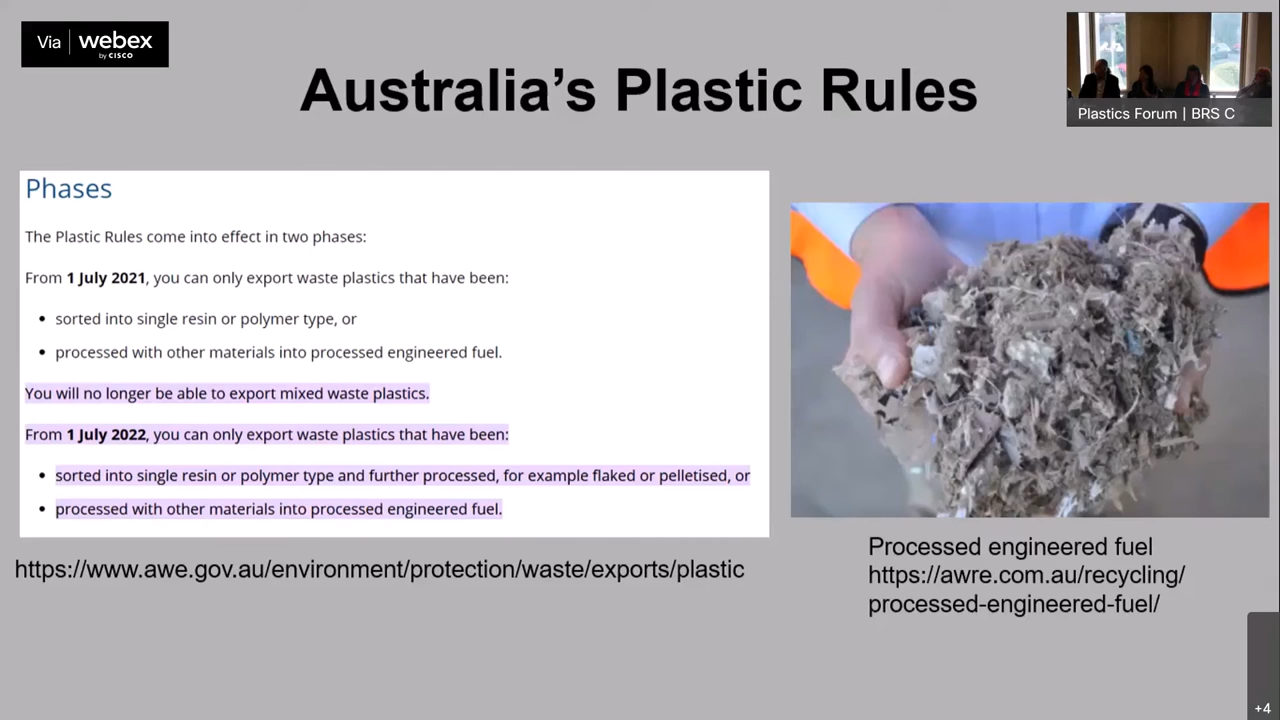 Via webex
by CISCO
Australia's Plastic Rules
Plastics Forum | BRS C
Phases
The Plastic Rules come into effect in two phases:
From 1 July 2021, you can only export waste plastics that have been:
• sorted into single resin or polymer type, or
• processed with other materials into processed engineered fuel.
You will no longer be able to export mixed waste plastics.
From 1 July 2022, you can only export waste plastics that have been:
• sorted into single resin or polymer type and further processed, for example flaked or pelletised, or
• processed with other materials into processed engineered fuel.
https://www.awe.gov.au/environment/protection/waste/exports/plastic
Processed engineered fuel
https://awre.com.au/recycling/
processed-engineered-fuel/
+4